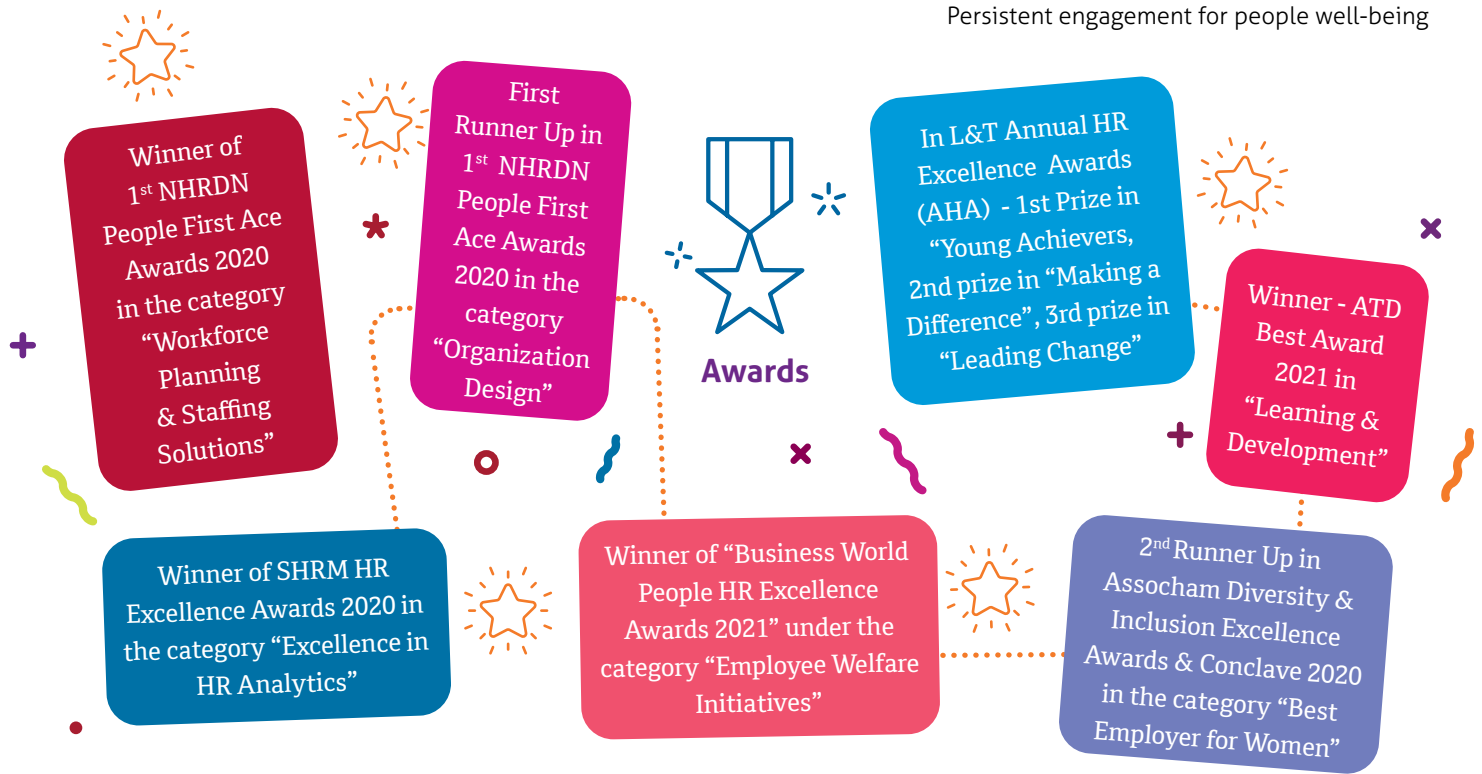 Persistent engagement for people well-being
Winner of
1st NHRDN
People First Ace
Awards 2020
in the category
“Workforce
Planning
& Staffing
Solutions”
First
Runner Up in
1st NHRDN
People First
Ace Awards
2020 in the
category
“Organization
Design”
Awards
In L&T Annual HR
Excellence Awards
(AHA) - 1st Prize in
“Young Achievers,
2nd prize in “Making a
Difference”, 3rd prize in
“Leading Change”
Winner - ATD
Best Award
2021 in
“Learning &
Development”
Winner of SHRM HR
Excellence Awards 2020 in
the category “Excellence in
HR Analytics”
Winner of “Business World
People HR Excellence
Awards 2021” under the
category “Employee Welfare
Initiatives”
2nd Runner Up in
Assocham Diversity &
Inclusion Excellence
Awards & Conclave 2020
in the category “Best
Employer for Women”